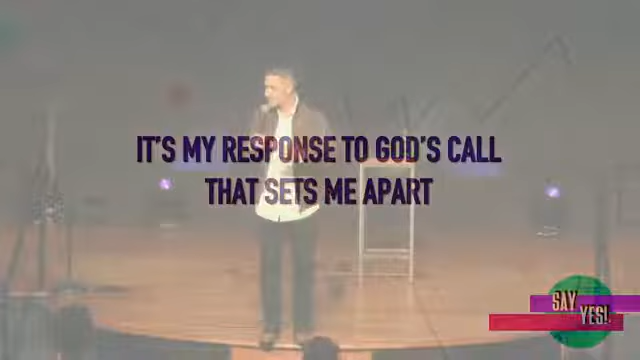 IT'S MY RESPONSE TO GOD'S CALL
THAT SETS ME APART
SAY
YES!